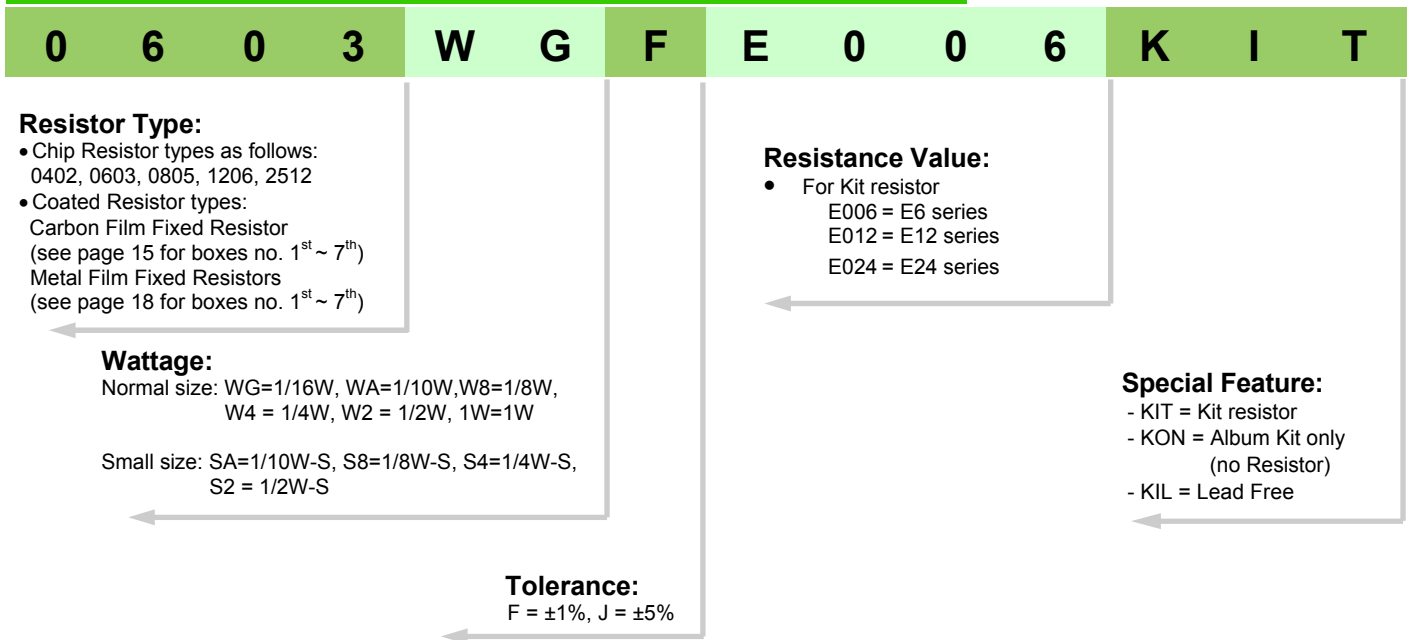 0 6 0 3 W G F E 0 0 6 K I T
Resistor Type:
• Chip Resistor types as follows:
0402, 0603, 0805, 1206, 2512
• Coated Resistor types:
Carbon Film Fixed Resistor
(see page 15 for boxes no. 1st ~ 7th)
Metal Film Fixed Resistors
(see page 18 for boxes no. 1st ~ 7th)
Wattage:
Normal size: WG=1/16W, WA=1/10W,W8=1/8W,
W4 = 1/4W, W2 = 1/2W, 1W=1W
Small size: SA=1/10W-S, S8=1/8W-S, S4=1/4W-S,
S2 = 1/2W-S
Tolerance:
F = ±1%, J = ±5%
Resistance Value:
• For Kit resistor
E006 = E6 series
E012 = E12 series
E024 = E24 series
Special Feature:
- KIT = Kit resistor
- KON = Album Kit only
(no Resistor)
- KIL = Lead Free